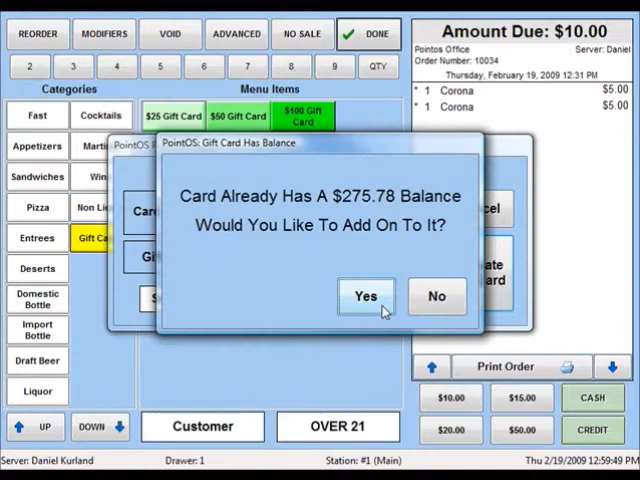 REORDER MODIFIERS VOID ADVANCED NO SALE DONE
2 3 4 5 6 7 8 9 QTY
Categories Menu Items
Fast Cocktails $25 Gift Card $50 Gift Card $100 Gift
Card
Appetizers
Sandwiches
Pizza
Entrees
Deserts
Domestic
Bottle
Import
Bottle
Draft Beer
Liquor
UP DOWN
PointOS: Gift Card Has Balance
Card Already Has A $275.78 Balance
Would You Like To Add On To It?
Yes No
Customer OVER 21
Amount Due: $10.00
Pointos Office Server: Daniel
Order Number: 10034
Thursday, February 19, 2009 12:31 PM
* 1 Corona $5.00
* 1 Corona $5.00
Print Order
$10.00 $15.00 CASH
$20.00 $50.00 CREDIT
Server: Daniel Kurland Drawer: 1 Station: #1 (Main) Thu 2/19/2009 12:59:49 PM